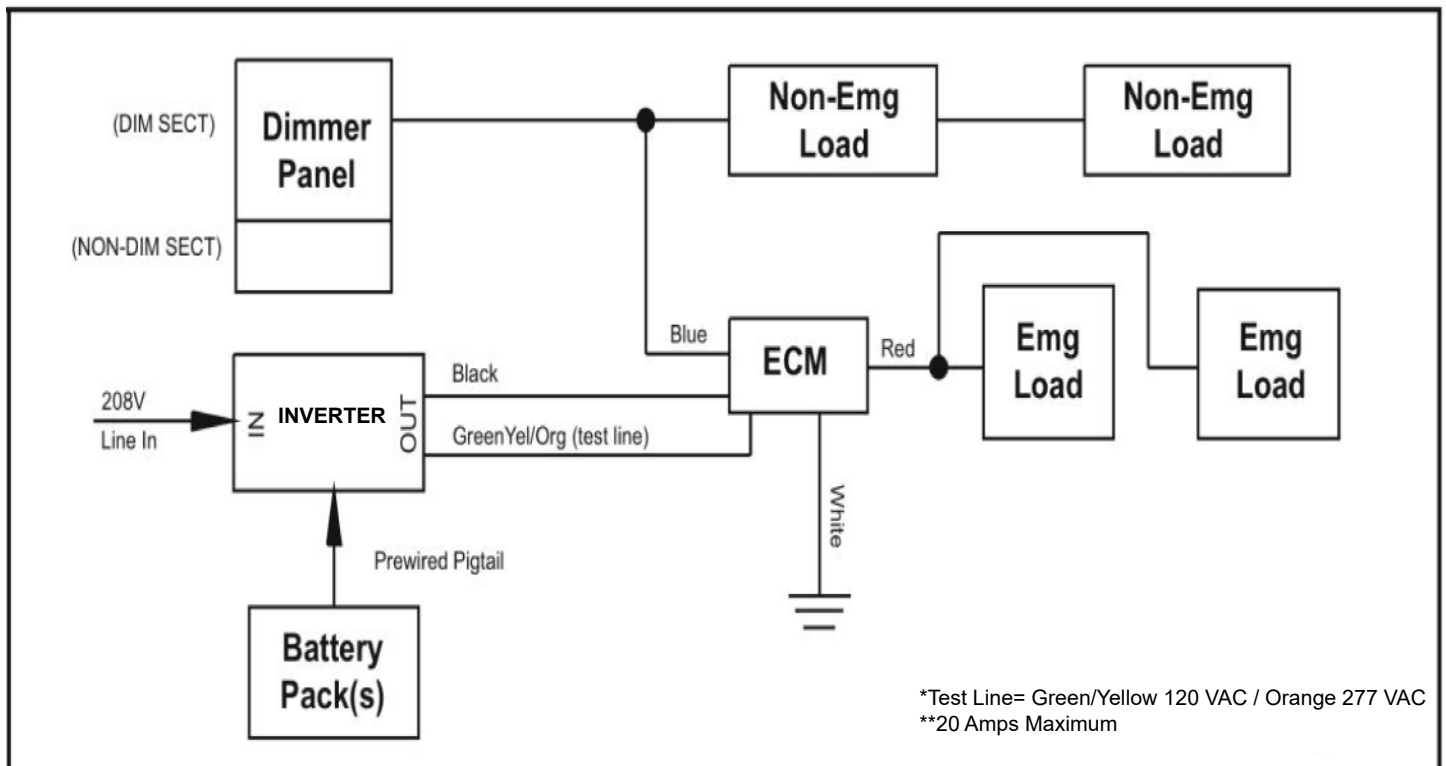 (DIM SECT)
Dimmer
Panel
(NON-DIM SECT)
Non-Emg
Load
Non-Emg
Load
Blue
ECM
Red
Emg
Load
Emg
Load
208V
Line In
IN
INVERTER
OUT
Black
GreenYel/Org (test line)
White
Prewired Pigtail
Battery
Pack(s)
*Test Line= Green/Yellow 120 VAC / Orange 277 VAC
**20 Amps Maximum